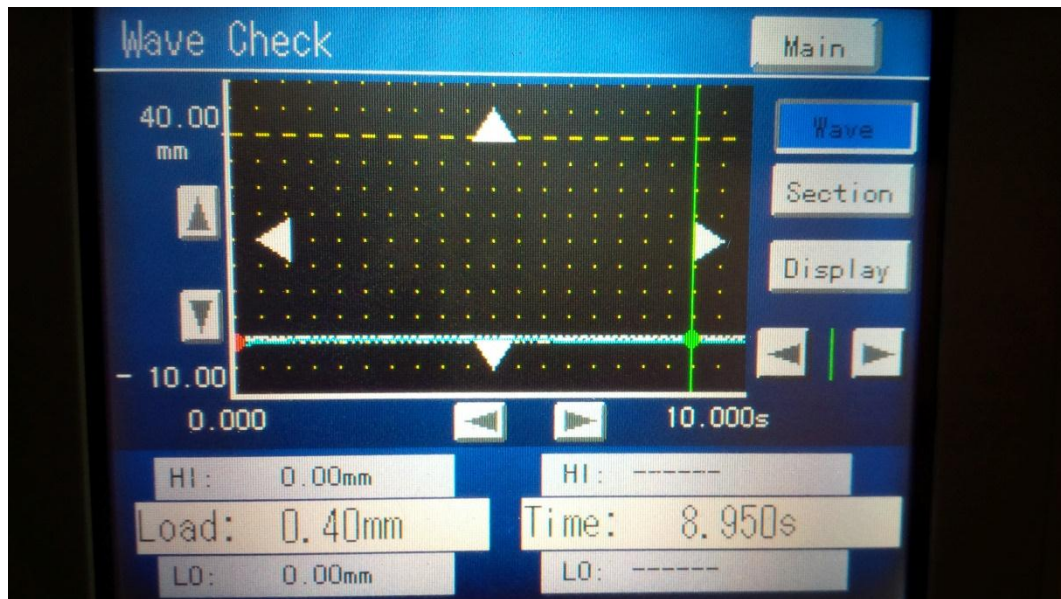 Wave Check
Main
40.00
mm
Wave
Section
Display
- 10.00
0.000
10.000s
HI: 0.00mm
HI: ------
Load: 0.40mm
Time: 8.950s
LO: 0.00mm
LO: ------